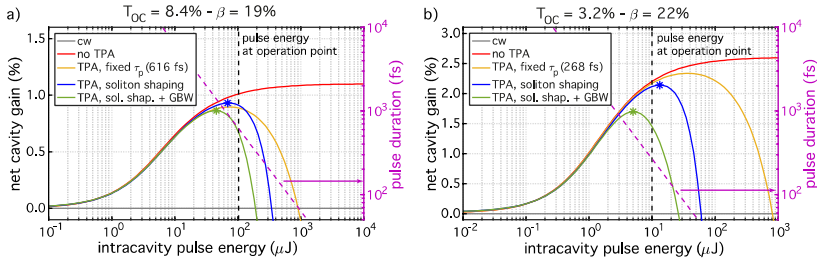 a)
T_OC = 8.4% - β = 19%
net cavity gain (%)
1.5
1.0
0.5
0.0
cw
no TPA
TPA, fixed τ_p (616 fs)
TPA, soliton shaping
TPA, sol. shap. + GBW
pulse energy
at operation point
10^-1
10^0
10^1
10^2
10^3
10^4
intracavity pulse energy (μJ)
10^4
10^3
10^2
pulse duration (fs)
b)
T_OC = 3.2% - β = 22%
net cavity gain (%)
3.0
2.5
2.0
1.5
1.0
0.5
0.0
cw
no TPA
TPA, fixed τ_p (268 fs)
TPA, soliton shaping
TPA, sol. shap. + GBW
pulse energy
at operation point
10^-2
10^-1
10^0
10^1
10^2
10^3
intracavity pulse energy (μJ)
10^4
10^3
10^2
pulse duration (fs)